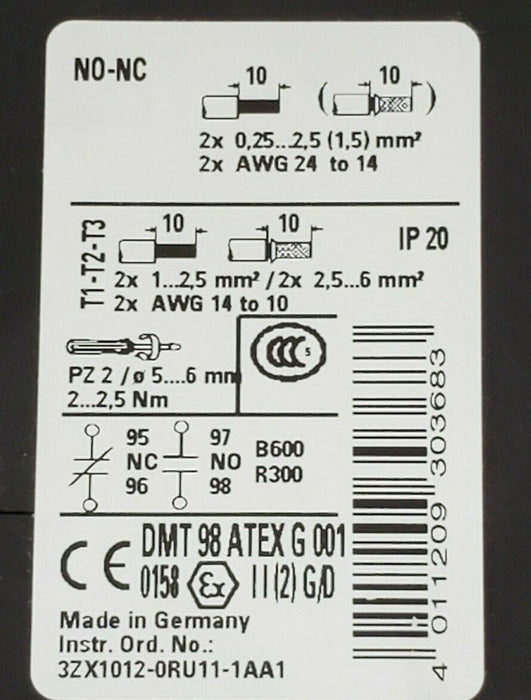 NO-NC
10
( 10 )
2x 0,25...2,5 (1,5) mm²
2x AWG 24 to 14
T1-T2-T3
10
10
IP 20
2x 1...2,5 mm² / 2x 2,5...6 mm²
2x AWG 14 to 10
CCC S
PZ 2 / ø 5....6 mm
2...2,5 Nm
95 97
NC NO B600
96 98 R300
CE DMT 98 ATEX G 001
0158 Ex II (2) G/D
4 011209 303683
Made in Germany
Instr. Ord. No.:
3ZX1012-0RU11-1AA1